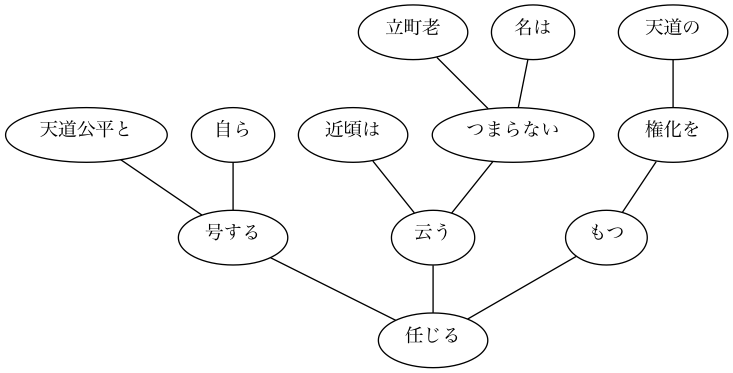 立町老
名は
天道の
天道公平と
自ら
近頃は
つまらない
権化を
号する
云う
もつ
任じる